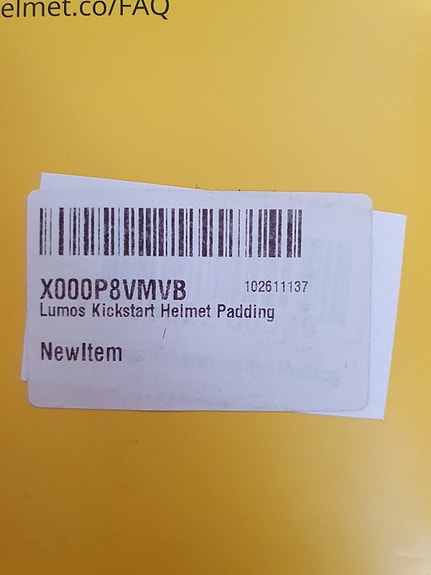 elmet.co/FAQ
X000P8VMVB 102611137
Lumos Kickstart Helmet Padding
NewItem